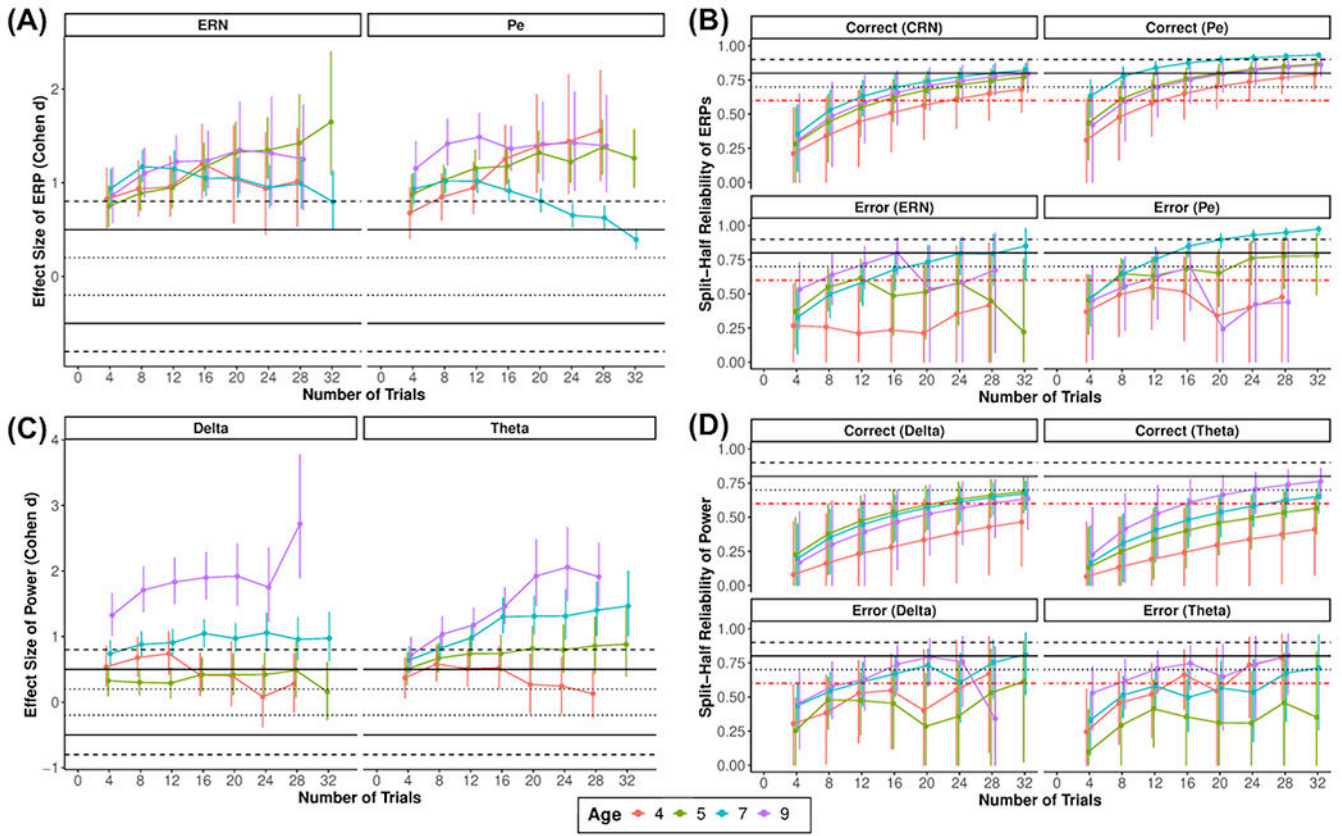 (A)
ERN
Pe
2
1
0
Effect Size of ERP (Cohen d)
0 4 8 12 16 20 24 28 32
0 4 8 12 16 20 24 28 32
Number of Trials
(B)
Correct (CRN)
Correct (Pe)
1.00
0.75
0.50
0.25
0.00
Error (ERN)
Error (Pe)
1.00
0.75
0.50
0.25
0.00
Split−Half Reliability of ERPs
0 4 8 12 16 20 24 28 32
0 4 8 12 16 20 24 28 32
Number of Trials
(C)
Delta
Theta
4
3
2
1
0
−1
Effect Size of Power (Cohen d)
0 4 8 12 16 20 24 28 32
0 4 8 12 16 20 24 28 32
Number of Trials
(D)
Correct (Delta)
Correct (Theta)
1.00
0.75
0.50
0.25
0.00
Error (Delta)
Error (Theta)
1.00
0.75
0.50
0.25
0.00
Split−Half Reliability of Power
0 4 8 12 16 20 24 28 32
0 4 8 12 16 20 24 28 32
Number of Trials
Age 4 5 7 9